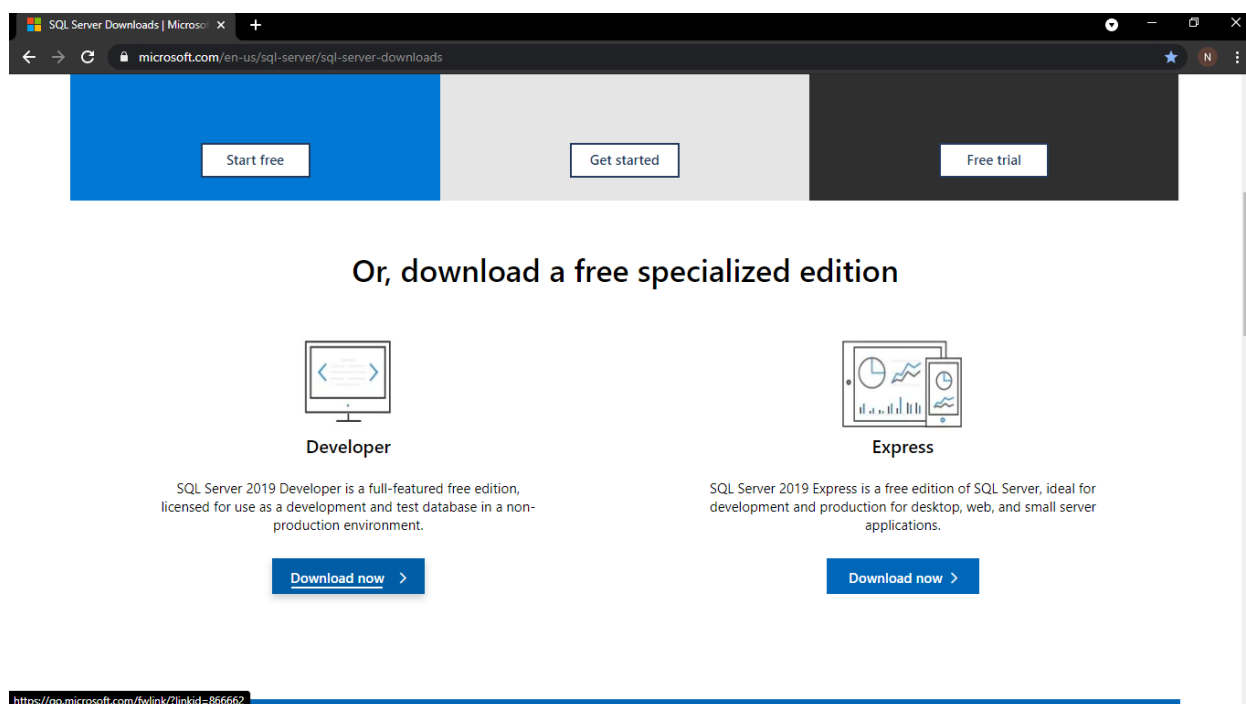 SQL Server Downloads | Microsof
microsoft.com/en-us/sql-server/sql-server-downloads
N
Start free
Get started
Free trial
Or, download a free specialized edition
Developer
SQL Server 2019 Developer is a full-featured free edition,
licensed for use as a development and test database in a non-
production environment.
Download now
Express
SQL Server 2019 Express is a free edition of SQL Server, ideal for
development and production for desktop, web, and small server
applications.
Download now
https://go.microsoft.com/fwlink/?linkid=866662